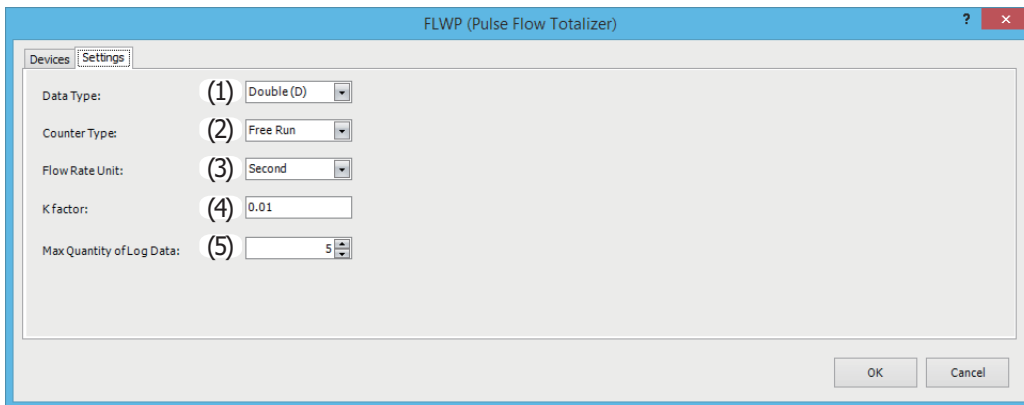 FLWP (Pulse Flow Totalizer)
? ×
Devices Settings
Data Type: (1) Double (D)
Counter Type: (2) Free Run
Flow Rate Unit: (3) Second
K factor: (4) 0.01
Max Quantity of Log Data: (5) 5
OK Cancel